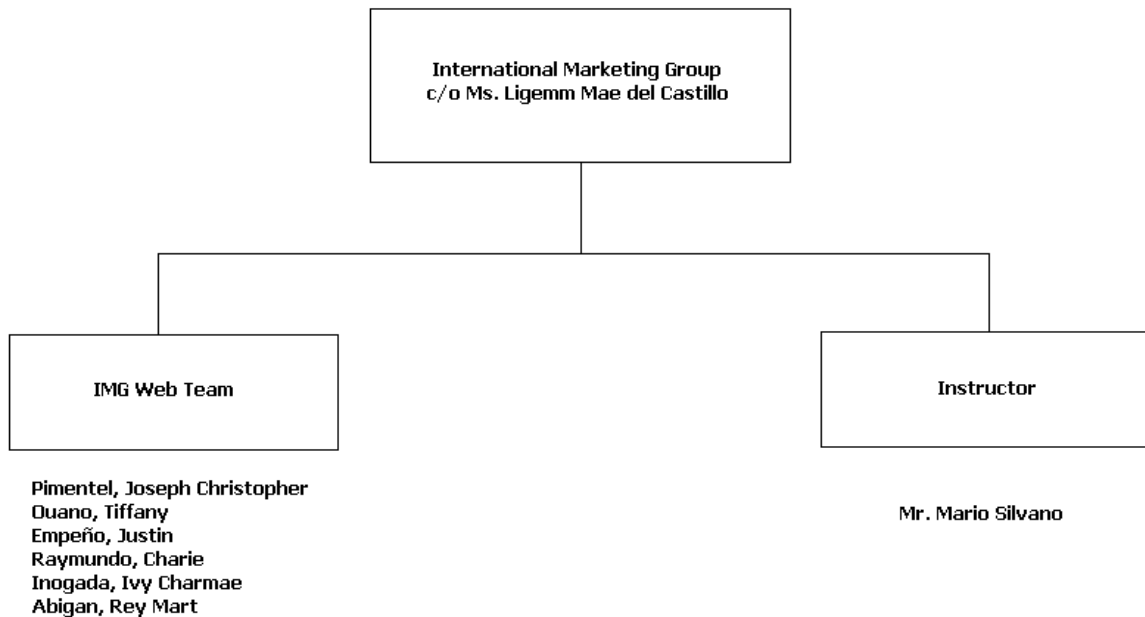 International Marketing Group
c/o Ms. Ligemm Mae del Castillo
IMG Web Team
Instructor
Pimentel, Joseph Christopher
Ouano, Tiffany
Empeño, Justin
Raymundo, Charie
Inogada, Ivy Charmae
Abigan, Rey Mart
Mr. Mario Silvano